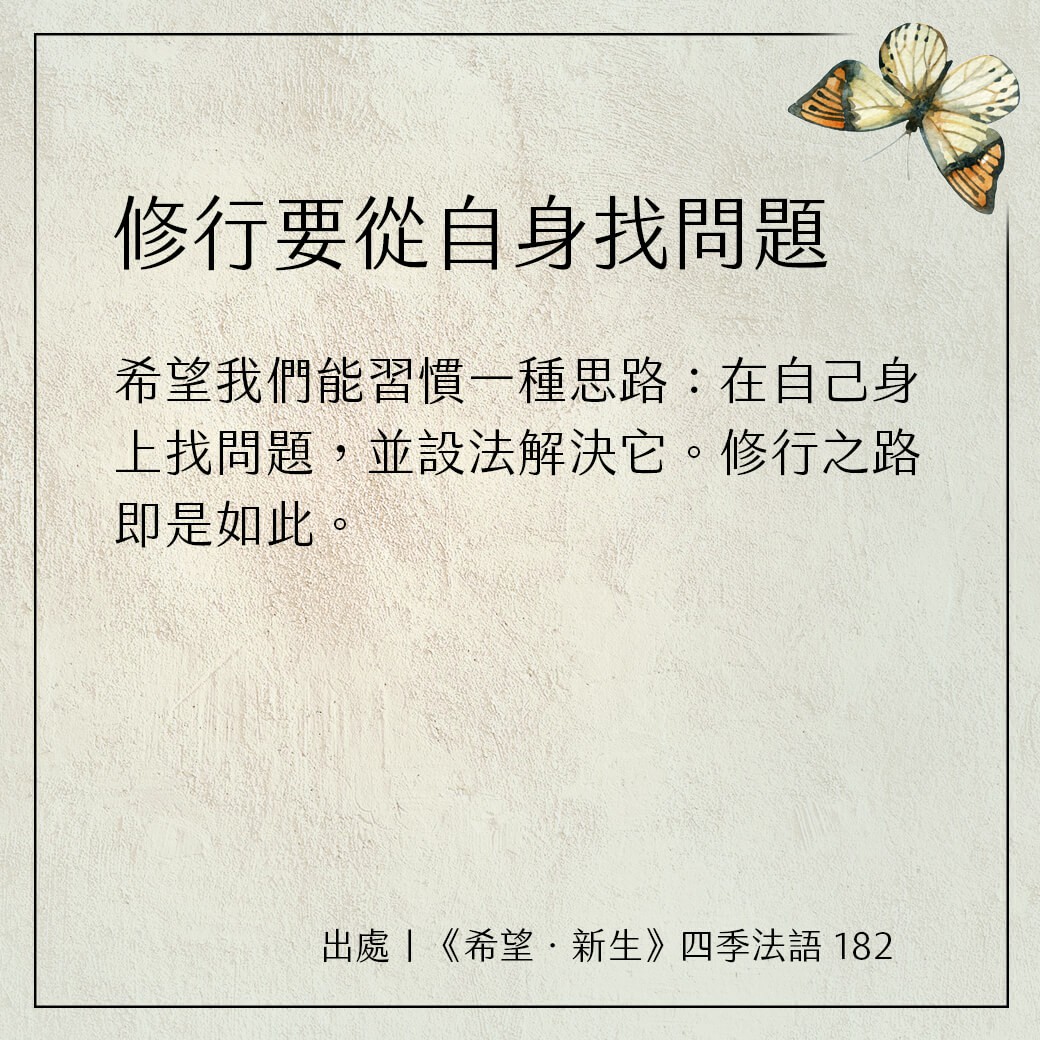 修行要從自身找問題
希望我們能習慣一種思路：在自己身
上找問題，並設法解決它。修行之路
即是如此。
出處｜《希望．新生》四季法語 182